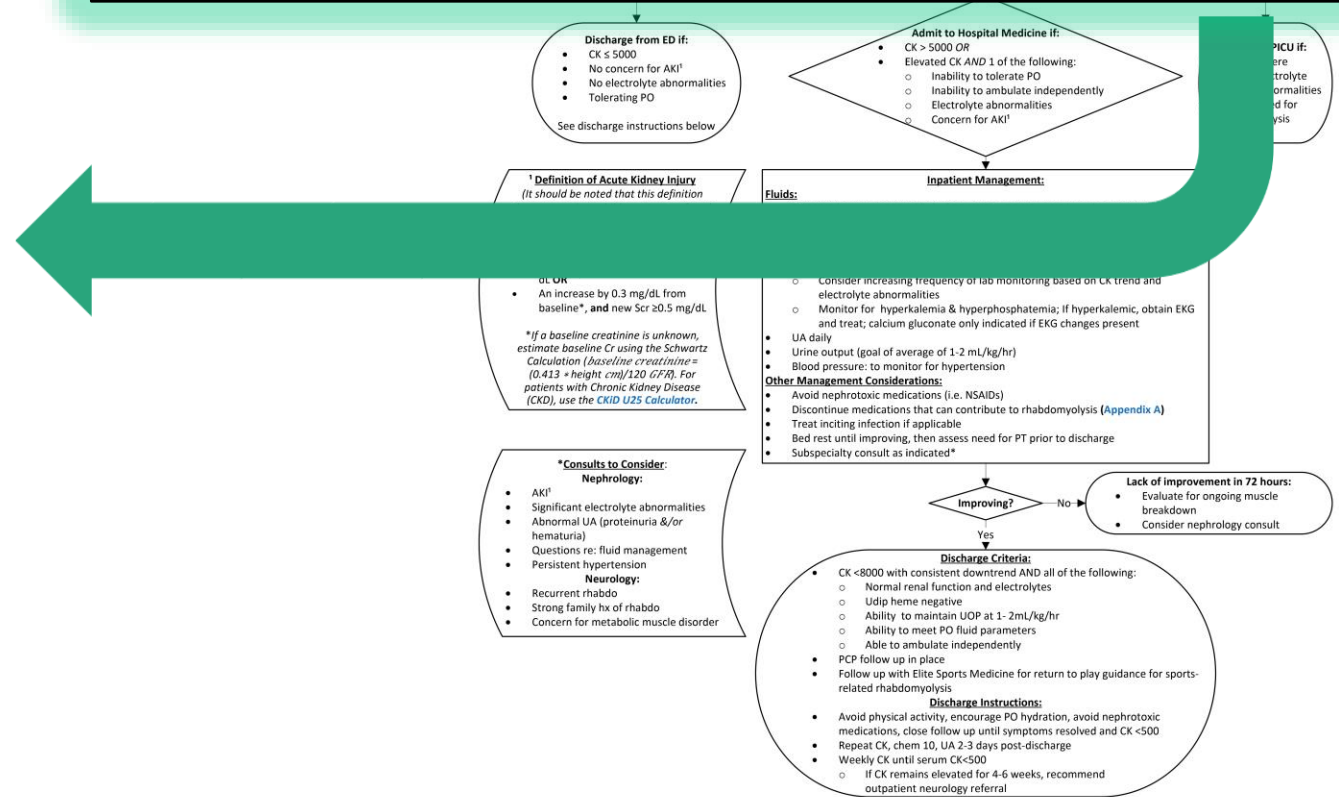 Discharge from ED if:
• CK ≤ 5000
• No concern for AKI¹
• No electrolyte abnormalities
• Tolerating PO
See discharge instructions below
Admit to Hospital Medicine if:
• CK > 5000 OR
• Elevated CK AND 1 of the following:
○ Inability to tolerate PO
○ Inability to ambulate independently
○ Electrolyte abnormalities
○ Concern for AKI¹
PICU if:
¹ Definition of Acute Kidney Injury
(It should be noted that this definition
dL OR
• An increase by 0.3 mg/dL from
baseline*, and new Scr ≥0.5 mg/dL
*If a baseline creatinine is unknown,
estimate baseline Cr using the Schwartz
Calculation (baseline creatinine =
(0.413 * height cm)/120 GFR). For
patients with Chronic Kidney Disease
(CKD), use the CKiD U25 Calculator.
Inpatient Management:
Fluids:
○ Consider increasing frequency of lab monitoring based on CK trend and
electrolyte abnormalities
○ Monitor for hyperkalemia & hyperphosphatemia; If hyperkalemic, obtain EKG
and treat; calcium gluconate only indicated if EKG changes present
• UA daily
• Urine output (goal of average of 1-2 mL/kg/hr)
• Blood pressure: to monitor for hypertension
Other Management Considerations:
• Avoid nephrotoxic medications (i.e. NSAIDs)
• Discontinue medications that can contribute to rhabdomyolysis (Appendix A)
• Treat inciting infection if applicable
• Bed rest until improving, then assess need for PT prior to discharge
• Subspecialty consult as indicated*
*Consults to Consider:
Nephrology:
• AKI¹
• Significant electrolyte abnormalities
• Abnormal UA (proteinuria &/or
hematuria)
• Questions re: fluid management
• Persistent hypertension
Neurology:
• Recurrent rhabdo
• Strong family hx of rhabdo
• Concern for metabolic muscle disorder
Improving?
No
Lack of improvement in 72 hours:
• Evaluate for ongoing muscle
breakdown
• Consider nephrology consult
Yes
Discharge Criteria:
• CK <8000 with consistent downtrend AND all of the following:
○ Normal renal function and electrolytes
○ Udip heme negative
○ Ability to maintain UOP at 1- 2mL/kg/hr
○ Ability to meet PO fluid parameters
○ Able to ambulate independently
• PCP follow up in place
• Follow up with Elite Sports Medicine for return to play guidance for sports-
related rhabdomyolysis
Discharge Instructions:
• Avoid physical activity, encourage PO hydration, avoid nephrotoxic
medications, close follow up until symptoms resolved and CK <500
• Repeat CK, chem 10, UA 2-3 days post-discharge
• Weekly CK until serum CK<500
○ If CK remains elevated for 4-6 weeks, recommend
outpatient neurology referral